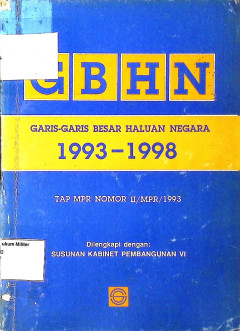 GBHN
GARIS-GARIS BESAR HALUAN NEGARA
1993-1998
TAP MPR NOMOR II/MPR/1993
Dilengkapi dengan:
SUSUNAN KABINET PEMBANGUNAN VI